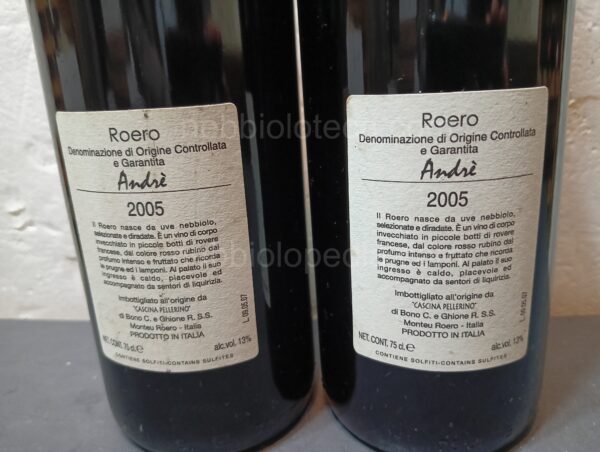 Roero
Denominazione di Origine Controllata
e Garantita
Andrè
2005
Il Roero nasce da uve nebbiolo,
selezionate e diradate. È un vino di corpo
invecchiato in piccole botti di rovere
francese, dal colore rosso rubino dal
profumo intenso e fruttato che ricorda
le prugne ed i lamponi. Al palato il suo
ingresso è caldo, piacevole ed
accompagnato da sentori di liquirizia.
Imbottigliato all'origine da
"CASCINA PELLERINO"
di Bono C. e Ghione R. S.S.
Monteu Roero - Italia
PRODOTTO IN ITALIA
NET. CONT. 75 cl. e
alc.vol. 13%
CONTIENE SOLFITI-CONTAINS SULFITES
L. 09.05.07
Roero
Denominazione di Origine Controllata
e Garantita
Andrè
2005
Il Roero nasce da uve nebbiolo,
selezionate e diradate. È un vino di corpo
invecchiato in piccole botti di rovere
francese, dal colore rosso rubino dal
profumo intenso e fruttato che ricorda
le prugne ed i lamponi. Al palato il suo
ingresso è caldo, piacevole ed
accompagnato da sentori di liquirizia.
Imbottigliato all'origine da
"CASCINA PELLERINO"
di Bono C. e Ghione R. S.S.
Monteu Roero - Italia
PRODOTTO IN ITALIA
NET. CONT. 75 cl. e
alc.vol. 13%
CONTIENE SOLFITI-CONTAINS SULFITES
L. 09.05.07